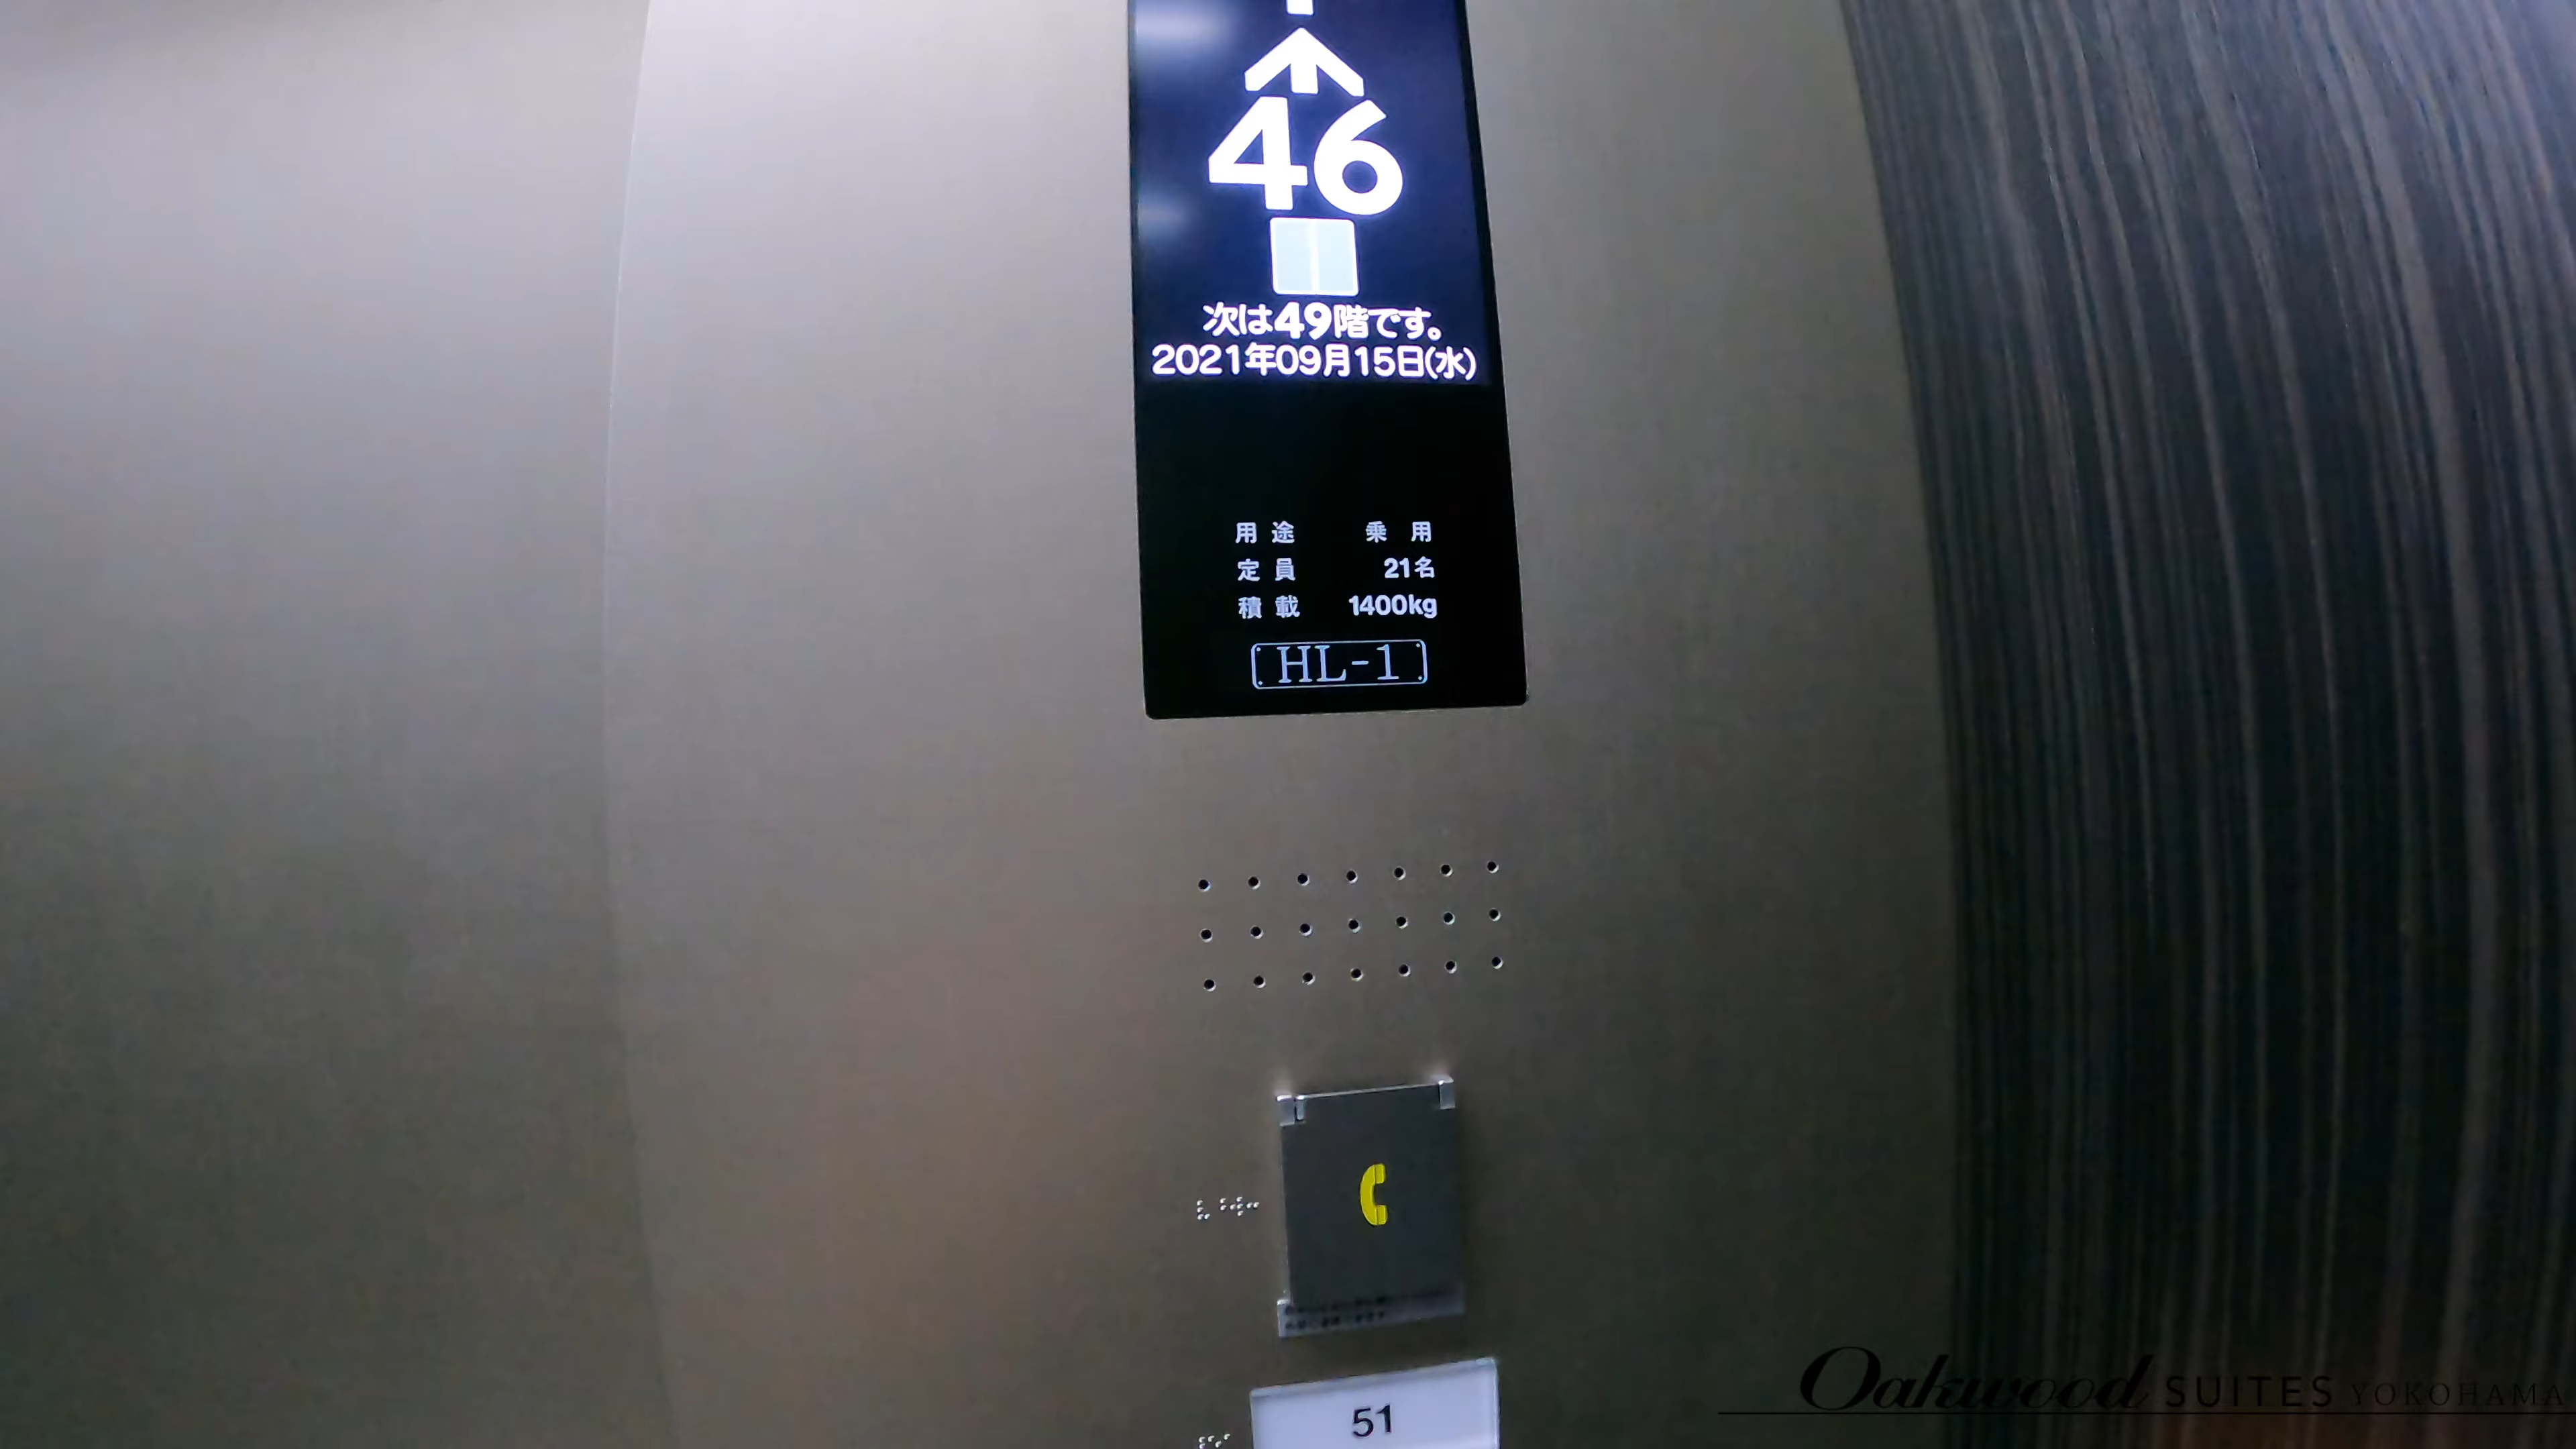 46
次は49階です。
2021年09月15日(水)
用途 乗用
定員 21名
積載 1400kg
HL-1
51
Oakwood SUITES YOKOHAMA